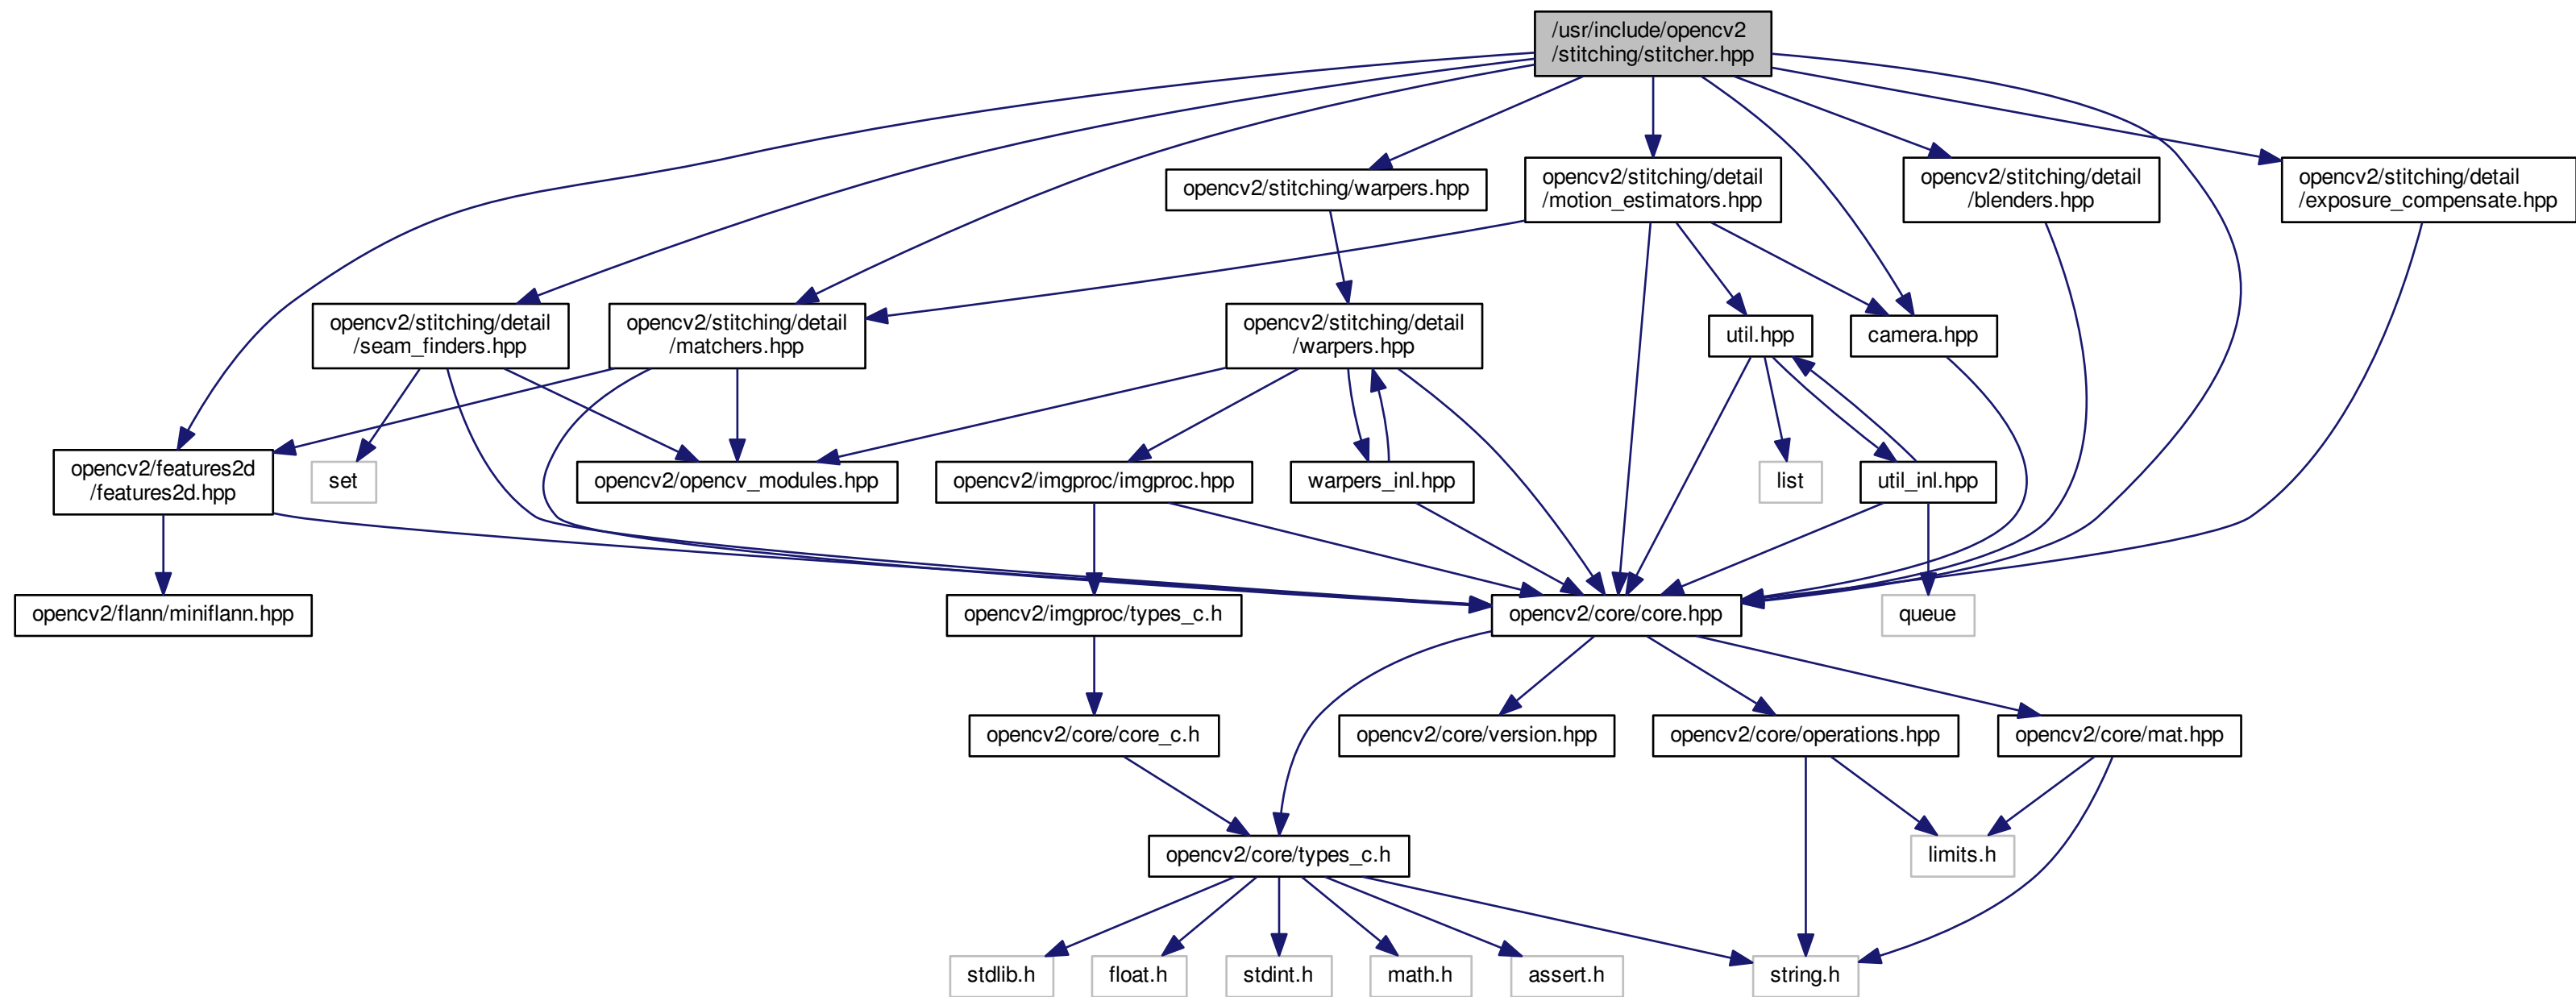 /usr/include/opencv2
/stitching/stitcher.hpp
opencv2/stitching/warpers.hpp
opencv2/stitching/detail
/motion_estimators.hpp
opencv2/stitching/detail
/blenders.hpp
opencv2/stitching/detail
/exposure_compensate.hpp
opencv2/stitching/detail
/seam_finders.hpp
opencv2/stitching/detail
/matchers.hpp
opencv2/stitching/detail
/warpers.hpp
util.hpp
camera.hpp
opencv2/features2d
/features2d.hpp
set
opencv2/opencv_modules.hpp
opencv2/imgproc/imgproc.hpp
warpers_inl.hpp
list
util_inl.hpp
opencv2/flann/miniflann.hpp
opencv2/imgproc/types_c.h
opencv2/core/core.hpp
queue
opencv2/core/core_c.h
opencv2/core/version.hpp
opencv2/core/operations.hpp
opencv2/core/mat.hpp
opencv2/core/types_c.h
limits.h
stdlib.h
float.h
stdint.h
math.h
assert.h
string.h